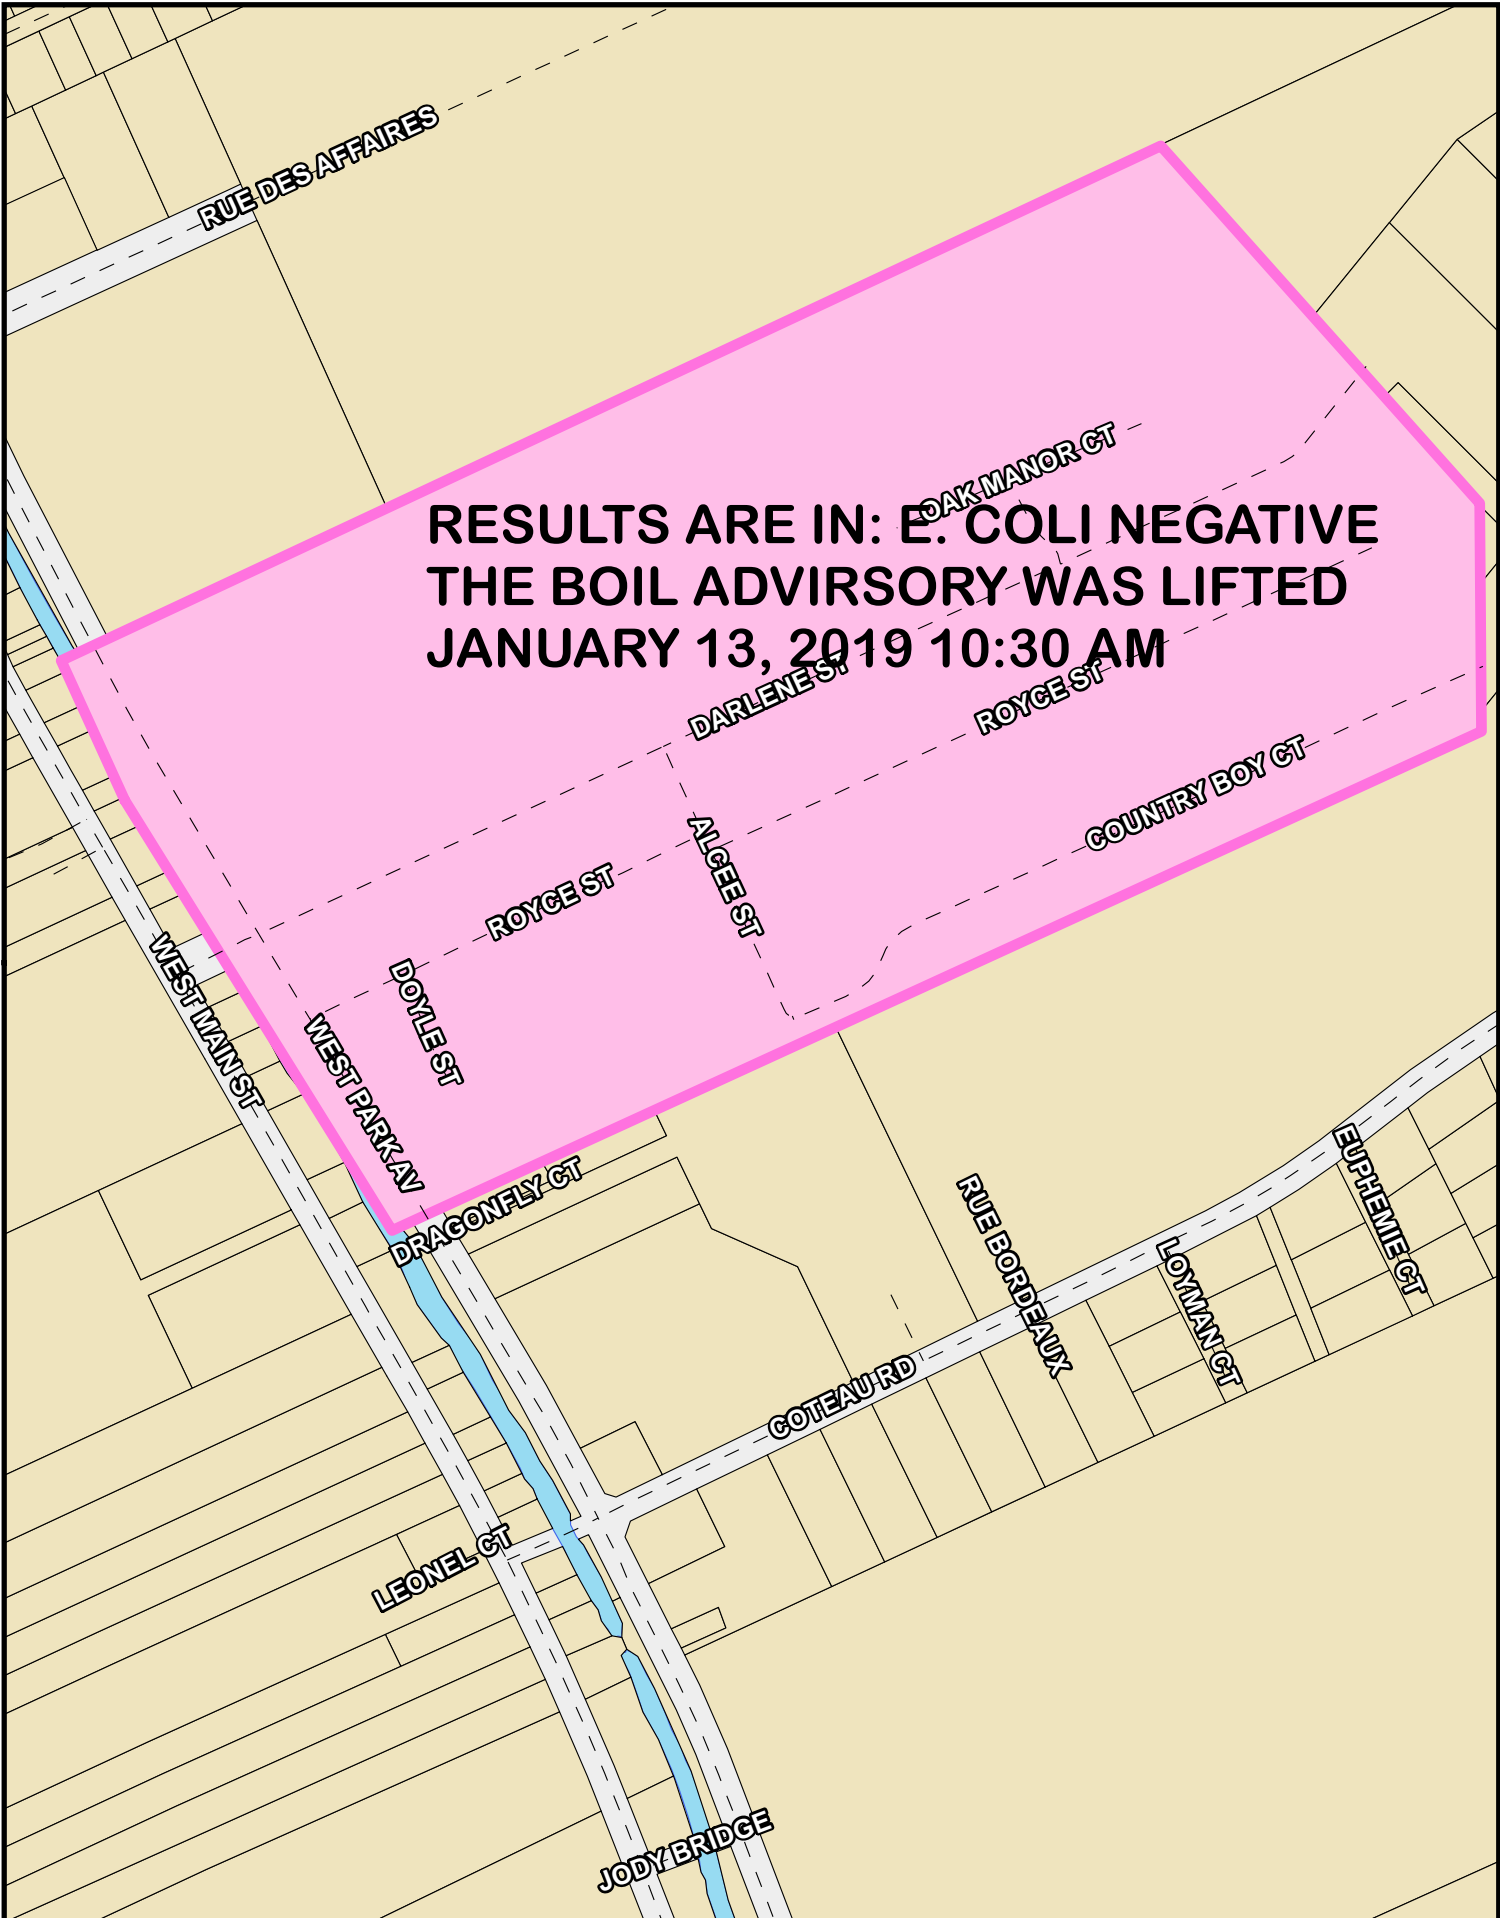 RUE DES AFFAIRES
OAK MANOR CT
RESULTS ARE IN: E. COLI NEGATIVE
THE BOIL ADVIRSORY WAS LIFTED
JANUARY 13, 2019 10:30 AM
DARLENE ST
ROYCE ST
COUNTRY BOY CT
ALCEE ST
ROYCE ST
DOYLE ST
WEST MAIN ST
WEST PARK AV
DRAGONFLY CT
RUE BORDEAUX
EUPHEMIE CT
LOYMAN CT
COTEAU RD
LEONEL CT
JODY BRIDGE